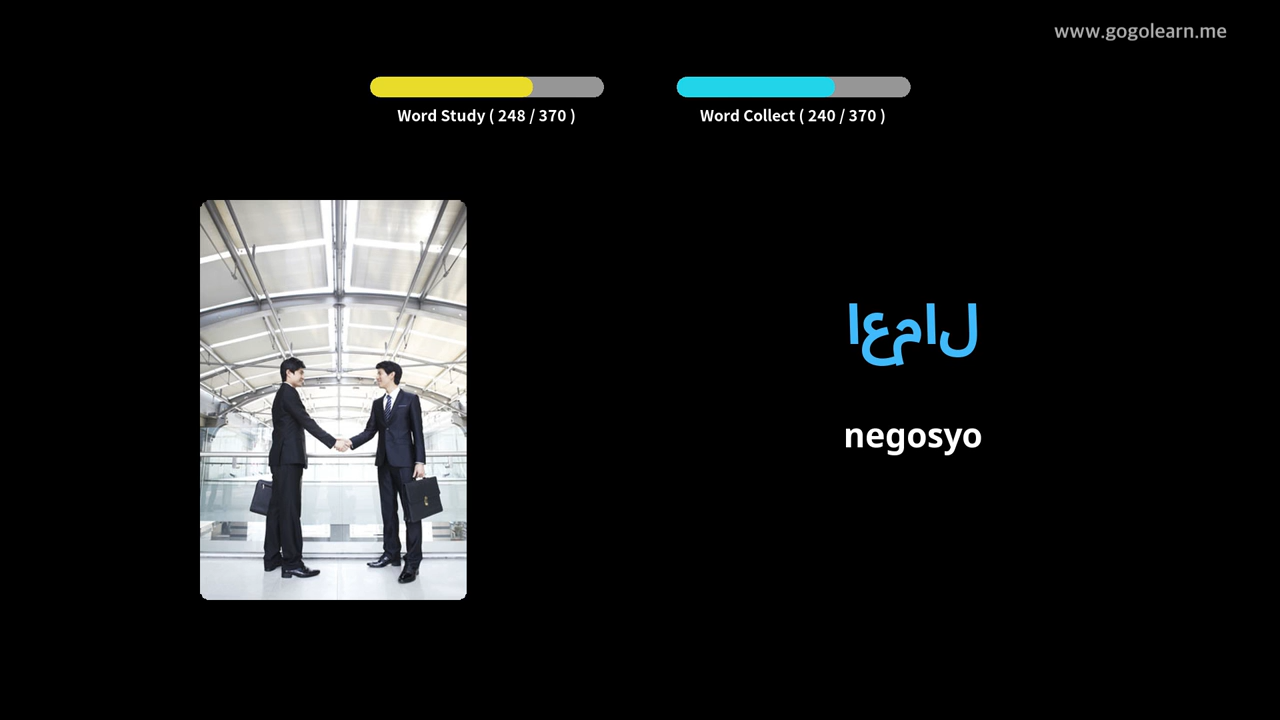 www.gogolearn.me
Word Study ( 248 / 370 )
Word Collect ( 240 / 370 )
اعمال
negosyo